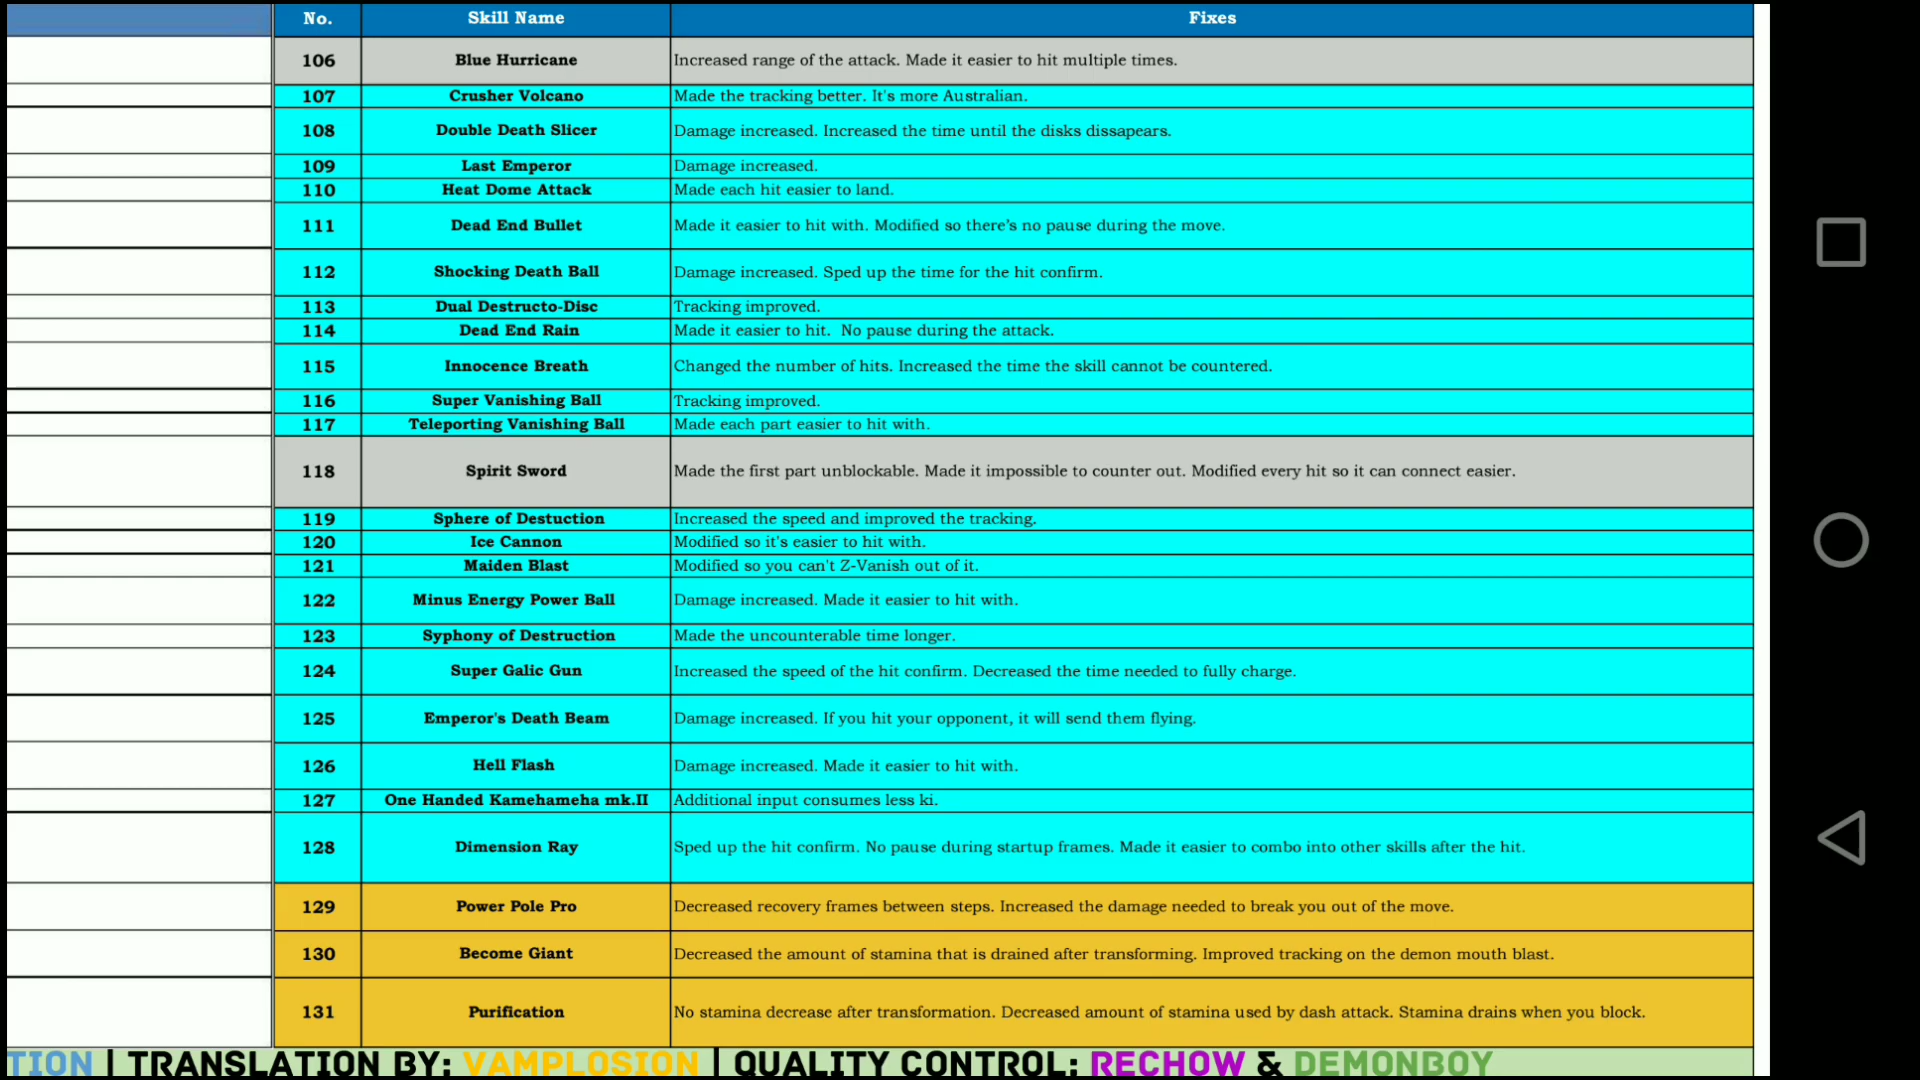 No. Skill Name Fixes
106 Blue Hurricane Increased range of the attack. Made it easier to hit multiple times.
107 Crusher Volcano Made the tracking better. It's more Australian.
108 Double Death Slicer Damage increased. Increased the time until the disks dissapears.
109 Last Emperor Damage increased.
110 Heat Dome Attack Made each hit easier to land.
111 Dead End Bullet Made it easier to hit with. Modified so there's no pause during the move.
112 Shocking Death Ball Damage increased. Sped up the time for the hit confirm.
113 Dual Destructo-Disc Tracking improved.
114 Dead End Rain Made it easier to hit. No pause during the attack.
115 Innocence Breath Changed the number of hits. Increased the time the skill cannot be countered.
116 Super Vanishing Ball Tracking improved.
117 Teleporting Vanishing Ball Made each part easier to hit with.
118 Spirit Sword Made the first part unblockable. Made it impossible to counter out. Modified every hit so it can connect easier.
119 Sphere of Destuction Increased the speed and improved the tracking.
120 Ice Cannon Modified so it's easier to hit with.
121 Maiden Blast Modified so you can't Z-Vanish out of it.
122 Minus Energy Power Ball Damage increased. Made it easier to hit with.
123 Syphony of Destruction Made the uncounterable time longer.
124 Super Galic Gun Increased the speed of the hit confirm. Decreased the time needed to fully charge.
125 Emperor's Death Beam Damage increased. If you hit your opponent, it will send them flying.
126 Hell Flash Damage increased. Made it easier to hit with.
127 One Handed Kamehameha mk.II Additional input consumes less ki.
128 Dimension Ray Sped up the hit confirm. No pause during startup frames. Made it easier to combo into other skills after the hit.
129 Power Pole Pro Decreased recovery frames between steps. Increased the damage needed to break you out of the move.
130 Become Giant Decreased the amount of stamina that is drained after transforming. Improved tracking on the demon mouth blast.
131 Purification No stamina decrease after transformation. Decreased amount of stamina used by dash attack. Stamina drains when you block.
TION | TRANSLATION BY: VAMPLOSION | QUALITY CONTROL: RECHOW & DEMONBOY